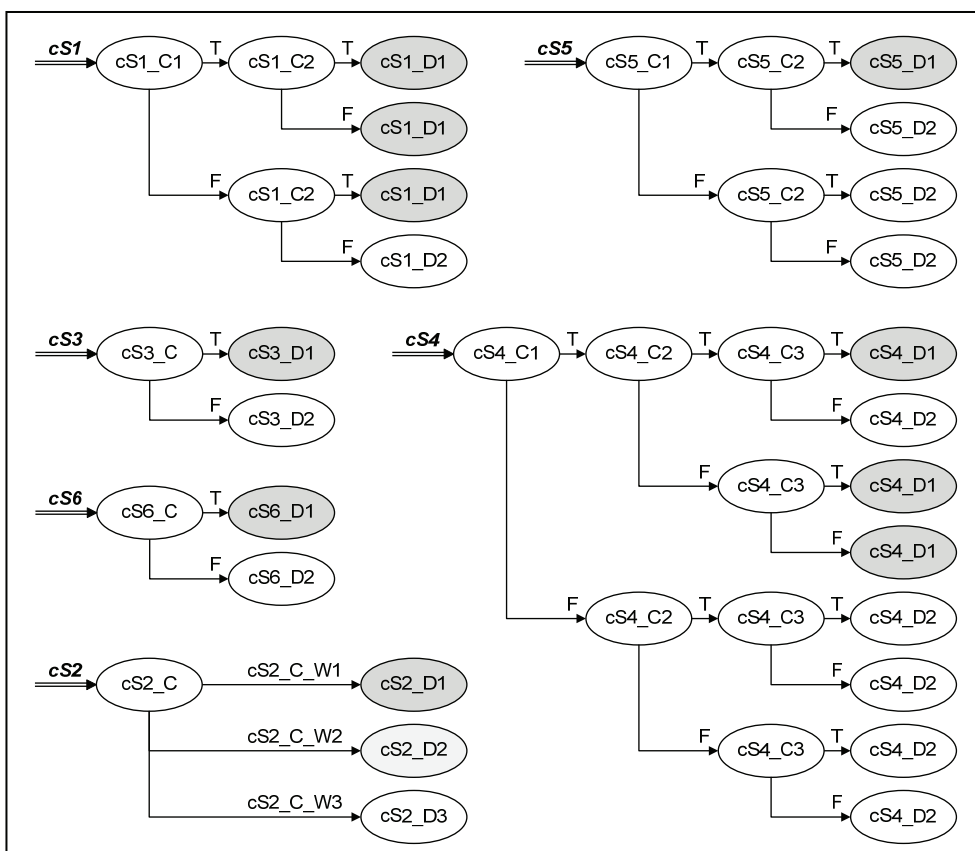 cS1
cS1_C1
T
cS1_C2
T
cS1_D1
F
cS1_D1
F
cS1_C2
T
cS1_D1
F
cS1_D2
cS5
cS5_C1
T
cS5_C2
T
cS5_D1
F
cS5_D2
F
cS5_C2
T
cS5_D2
F
cS5_D2
cS3
cS3_C
T
cS3_D1
F
cS3_D2
cS4
cS4_C1
T
cS4_C2
T
cS4_C3
T
cS4_D1
F
cS4_D2
F
cS4_C3
T
cS4_D1
F
cS4_D1
F
cS4_C2
T
cS4_C3
T
cS4_D2
F
cS4_D2
F
cS4_C3
T
cS4_D2
F
cS4_D2
cS6
cS6_C
T
cS6_D1
F
cS6_D2
cS2
cS2_C
cS2_C_W1
cS2_D1
cS2_C_W2
cS2_D2
cS2_C_W3
cS2_D3